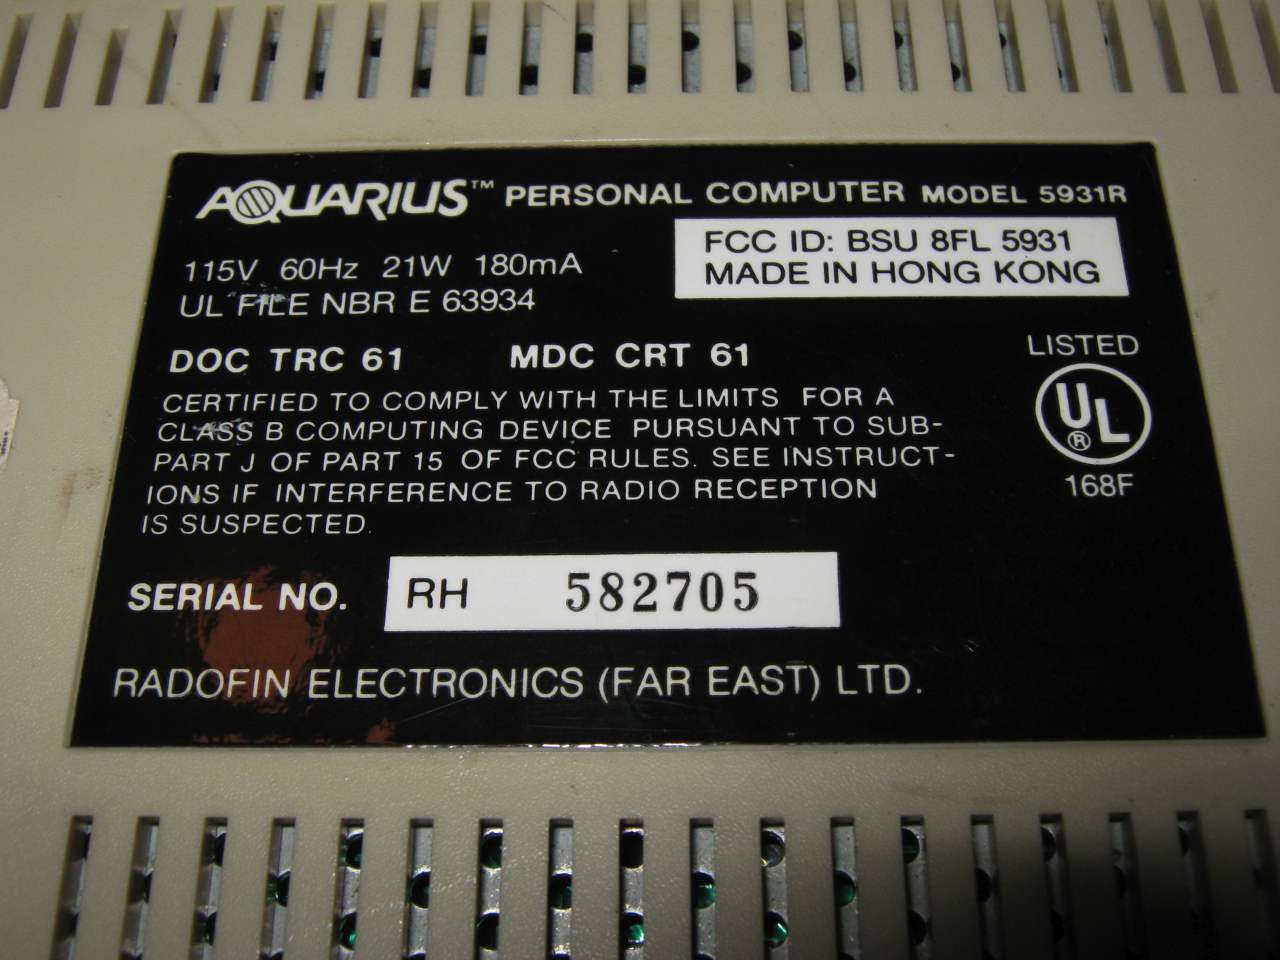 AQUARIUS™ PERSONAL COMPUTER MODEL 5931R
FCC ID: BSU 8FL 5931
MADE IN HONG KONG
115V 60Hz 21W 180mA
UL FILE NBR E 63934
DOC TRC 61 MDC CRT 61
LISTED
UL ®
168F
CERTIFIED TO COMPLY WITH THE LIMITS FOR A
CLASS B COMPUTING DEVICE PURSUANT TO SUB-
PART J OF PART 15 OF FCC RULES. SEE INSTRUCT-
IONS IF INTERFERENCE TO RADIO RECEPTION
IS SUSPECTED.
SERIAL NO. RH 582705
RADOFIN ELECTRONICS (FAR EAST) LTD.